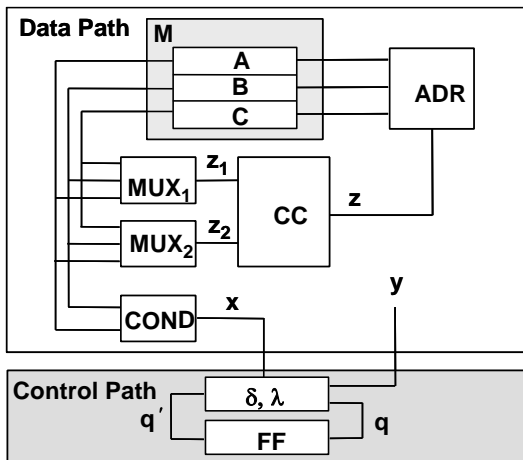 Data Path
M
A
B
C
ADR
MUX₁
z₁
CC
z
MUX₂
z₂
y
COND
x
Control Path
δ, λ
q′
q
FF